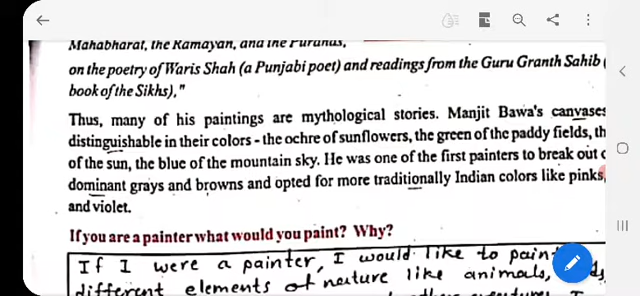 Mahabharat, the Ramayan, and the Puranas,
on the poetry of Waris Shah (a Punjabi poet) and readings from the Guru Granth Sahib (
book of the Sikhs),"
Thus, many of his paintings are mythological stories. Manjit Bawa's canvases
distinguishable in their colors - the ochre of sunflowers, the green of the paddy fields, th
of the sun, the blue of the mountain sky. He was one of the first painters to break out
dominant grays and browns and opted for more traditionally Indian colors like pinks,
and violet.
If you are a painter what would you paint? Why?
If I were a painter, I would like to pain
different elements of nature like animals,